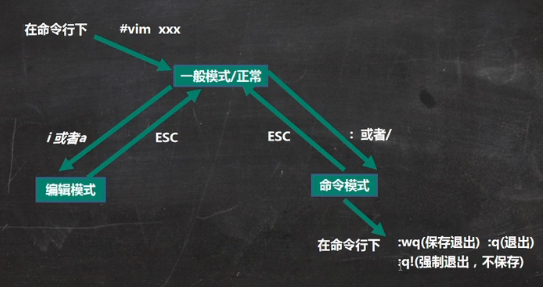 在命令行下 #vim xxx
一般模式/正常
i 或者a
ESC
ESC
: 或者/
编辑模式
命令模式
在命令行下 :wq(保存退出) :q(退出)
:q!(强制退出，不保存)